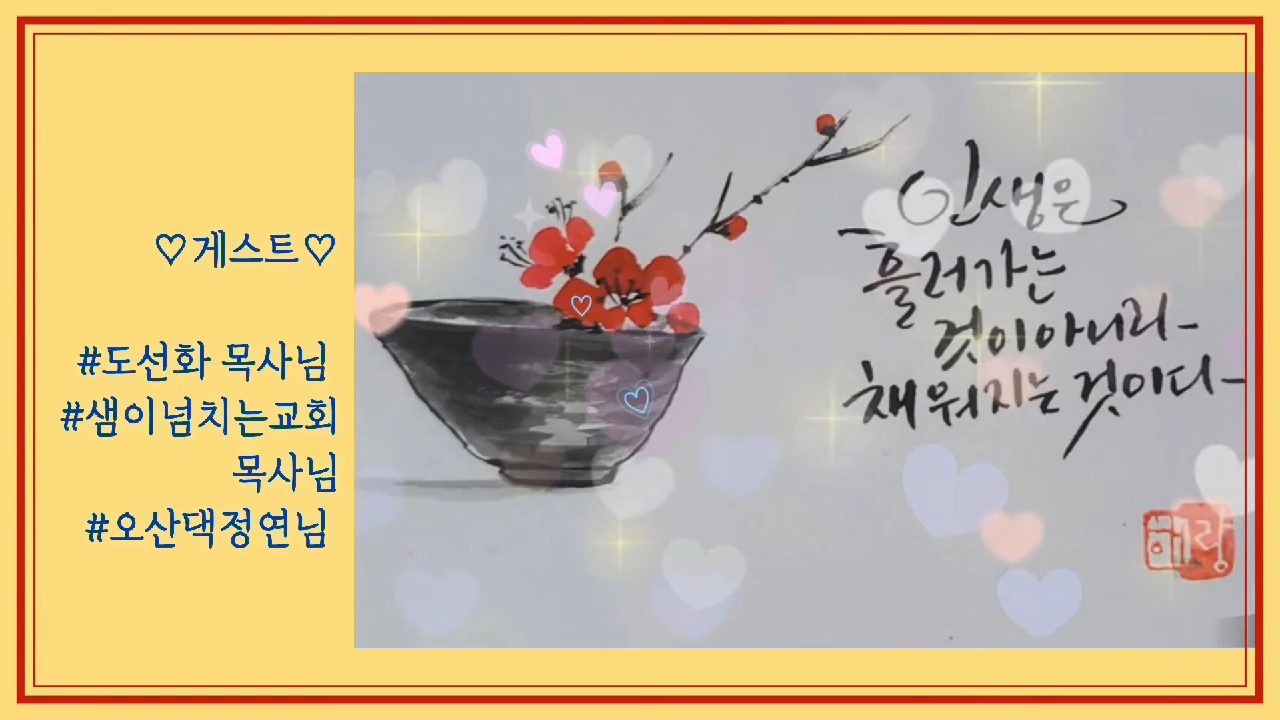 ♡게스트♡
#도선화 목사님
#샘이넘치는교회
목사님
#오산댁정연님
인생은
흘러가는
것이아니라
채워지는 것이다
해랑